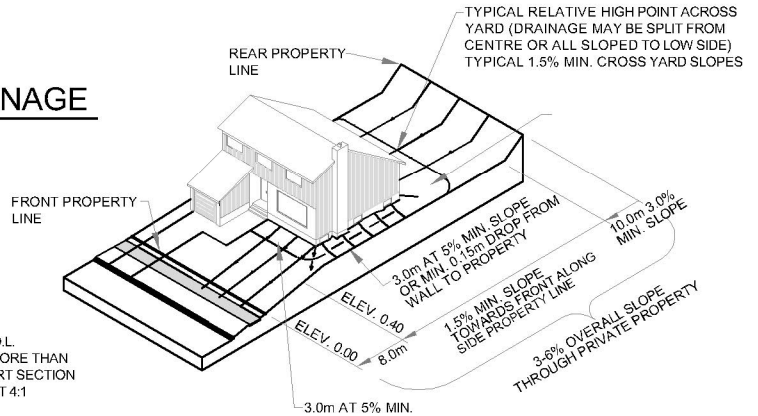 TYPICAL RELATIVE HIGH POINT ACROSS
YARD (DRAINAGE MAY BE SPLIT FROM
CENTRE OR ALL SLOPED TO LOW SIDE)
TYPICAL 1.5% MIN. CROSS YARD SLOPES
REAR PROPERTY
LINE
NAGE
FRONT PROPERTY
LINE
3.0m AT 5% MIN. SLOPE
OR MIN. 0.15m DROP FROM
WALL TO PROPERTY
10.0m 3.0%
MIN. SLOPE
1.5% MIN. SLOPE
TOWARDS FRONT ALONG
SIDE PROPERTY LINE
ELEV. 0.40
ELEV. 0.00
8.0m
3-6% OVERALL SLOPE
THROUGH PRIVATE PROPERTY
ORE THAN
RT SECTION
T 4:1
3.0m AT 5% MIN.